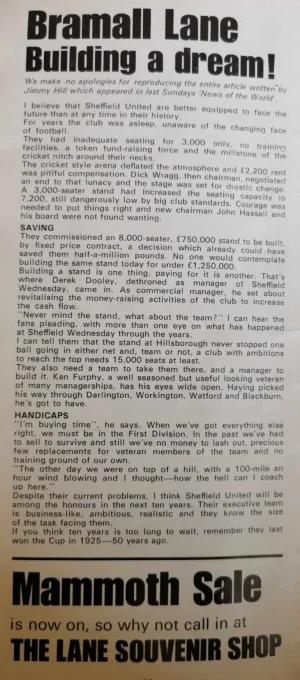 Bramall Lane
Building a dream!
We make no apologies for reproducing the entire article written by
Jimmy Hill which appeared in last Sundays 'News of the World'.
I believe that Sheffield United are better equipped to face the
future than at any time in their history.
For years the club was asleep, unaware of the changing face
of football.
They had inadequate seating for 3,000 only, no training
facilities, a token fund-raising force and the millstone of the
cricket pitch around their necks.
The cricket style arena deflated the atmosphere and £2,200 rent
was pitiful compensation. Dick Wragg, then chairman, negotiated
an end to that lunacy and the stage was set for drastic change.
A 3,000-seater stand had increased the seating capacity to
7,200, still dangerously low by big club standards. Courage was
needed to put things right and new chairman John Hassall and
his board were not found wanting.
SAVING
They commissioned an 8,000-seater, £750,000 stand to be built,
by fixed price contract, a decision which already could have
saved them half-a-million pounds. No one would contemplate
building the same stand today for under £1,250,000.
Building a stand is one thing, paying for it is another. That's
where Derek Dooley, dethroned as manager of Sheffield
Wednesday, came in. As commercial manager, he set about
revitalising the money-raising activities of the club to increase
the cash flow.
"Never mind the stand, what about the team?" I can hear the
fans pleading, with more than one eye on what has happened
at Sheffield Wednesday through the years.
I can tell them that the stand at Hillsborough never stopped one
ball going in either net and, team or not, a club with ambitions
to reach the top needs 15,000 seats at least.
They also need a team to take them there, and a manager to
build it. Ken Furphy, a well seasoned but useful looking veteran
of many managerships, has his eyes wide open. Having picked
his way through Darlington, Workington, Watford and Blackburn,
he's got to have.
HANDICAPS
"I'm buying time", he says. When we've got everything else
right, we must be in the First Division. In the past we've had
to sell to survive and still we've no money to lash out, precious
few replacements for veteran members of the team and no
training ground of our own.
"The other day we were on top of a hill, with a 100-mile an
hour wind blowing and I thought—how the hell can I coach
up here."
Despite their current problems, I think Sheffield United will be
among the honours in the next ten years. Their executive team
is business-like, ambitious, realistic and they know the size
of the task facing them.
If you think ten years is too long to wait, remember they last
won the Cup in 1925—50 years ago.
Mammoth Sale
is now on, so why not call in at
THE LANE SOUVENIR SHOP